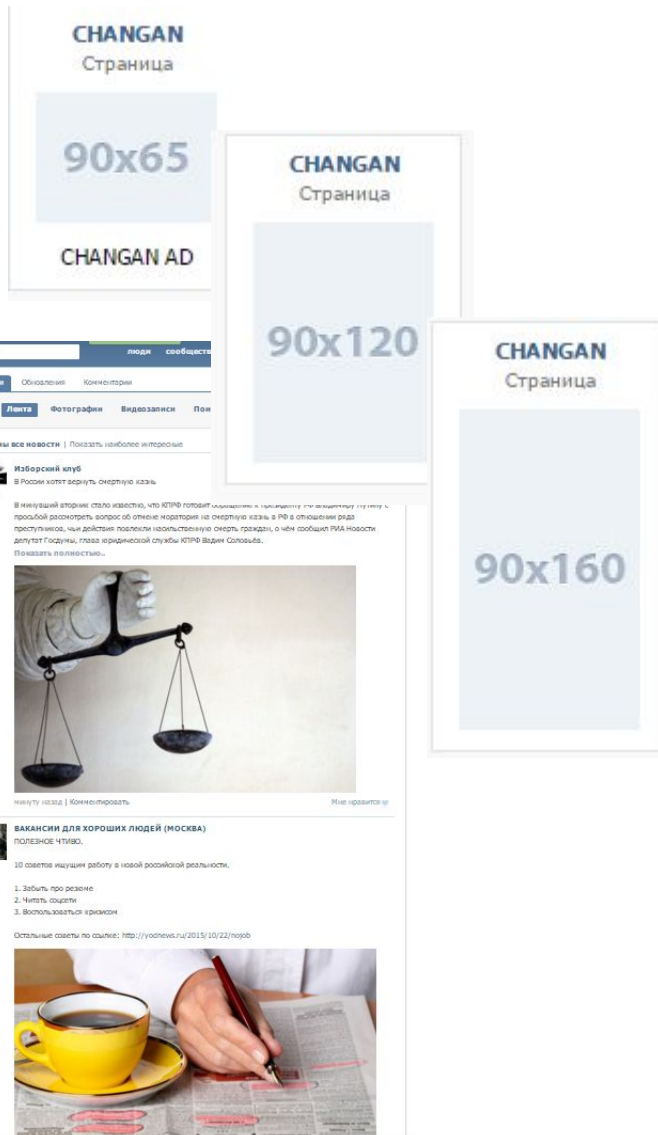 CHANGAN
Страница
90x65
CHANGAN AD
CHANGAN
Страница
90x120
CHANGAN
Страница
90x160
люди сообществ
Обновления Комментарии
Лента Фотографии Видеозаписи Пои
все новости | Показать наиболее интересные
Изборский клуб
В России хотят вернуть смертную казнь
В минувший вторник стало известно, что КПРФ готовит обращение к президенту РФ Владимиру Путину с
просьбой рассмотреть вопрос об отмене моратория на смертную казнь в РФ в отношении ряда
преступников, чьи действия повлекли насильственную смерть граждан, о чём сообщил РИА Новости
депутат Госдумы, глава юридической службы КПРФ Вадим Соловьёв.
Показать полностью..
минуту назад | Комментировать Мне нравится
ВАКАНСИИ ДЛЯ ХОРОШИХ ЛЮДЕЙ (МОСКВА)
ПОЛЕЗНОЕ ЧТИВО.
10 советов ищущим работу в новой российской реальности.
1. Забыть про резюме
2. Читать соцсети
3. Воспользоваться кризисом
Остальные советы по ссылке: http://yodnews.ru/2015/10/22/nojob